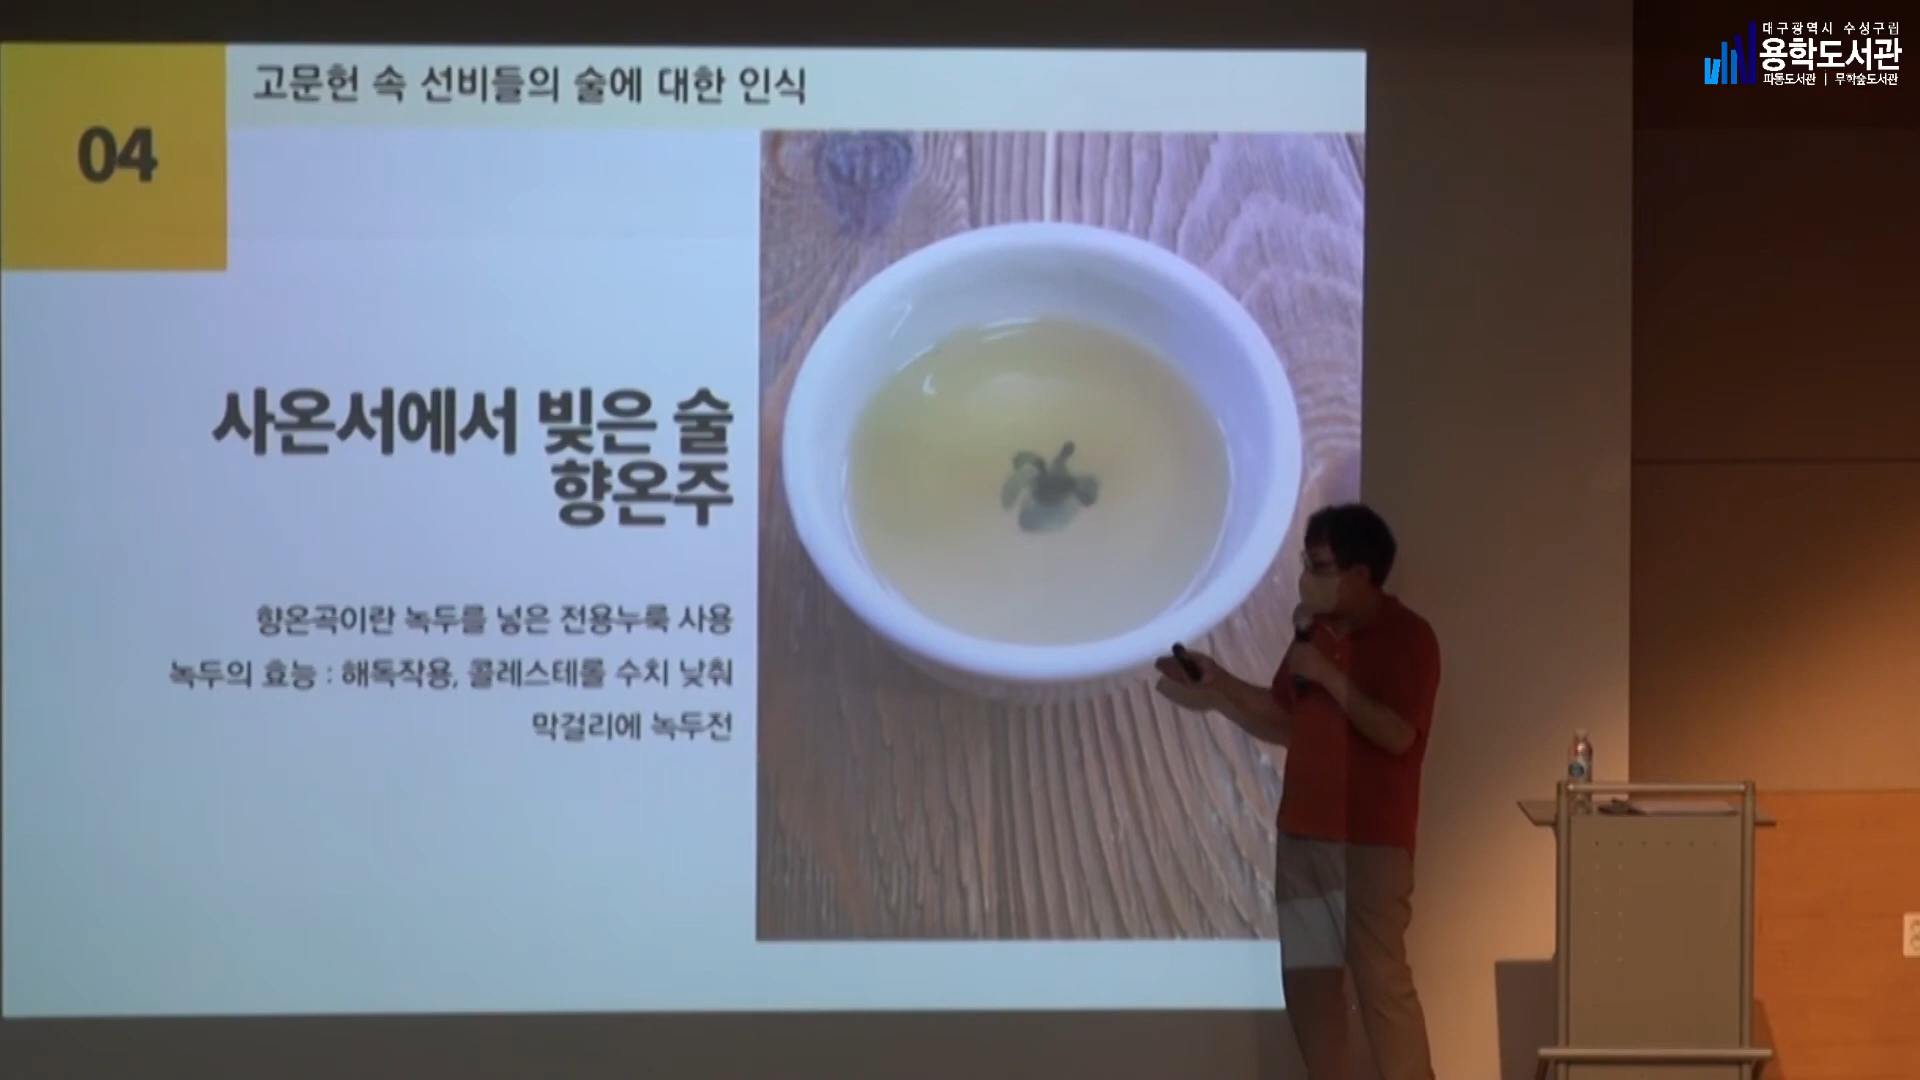 대구광역시 수성구립
용학도서관
파동도서관 | 무학숲도서관
고문헌 속 선비들의 술에 대한 인식
04
사온서에서 빚은 술
향온주
향온곡이란 녹두를 넣은 전용누룩 사용
녹두의 효능 : 해독작용, 콜레스테롤 수치 낮춰
막걸리에 녹두전